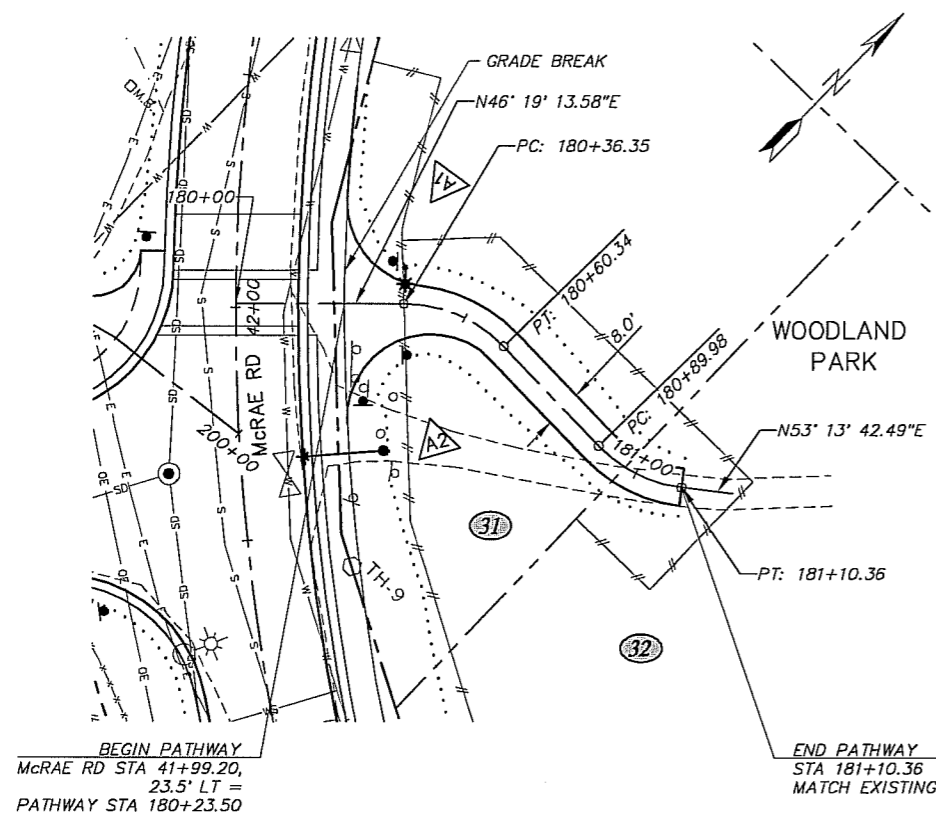 GRADE BREAK
N46° 19' 13.58"E
PC: 180+36.35
N
A1
180+00
PT: 180+60.34
8.0'
PC: 180+89.98
WOODLAND
PARK
McRAE RD
42+00
200+00
A2
181+00
N53° 13' 42.49"E
31
TH-9
PT: 181+10.36
32
BEGIN PATHWAY
McRAE RD STA 41+99.20,
23.5' LT =
PATHWAY STA 180+23.50
END PATHWAY
STA 181+10.36
MATCH EXISTING